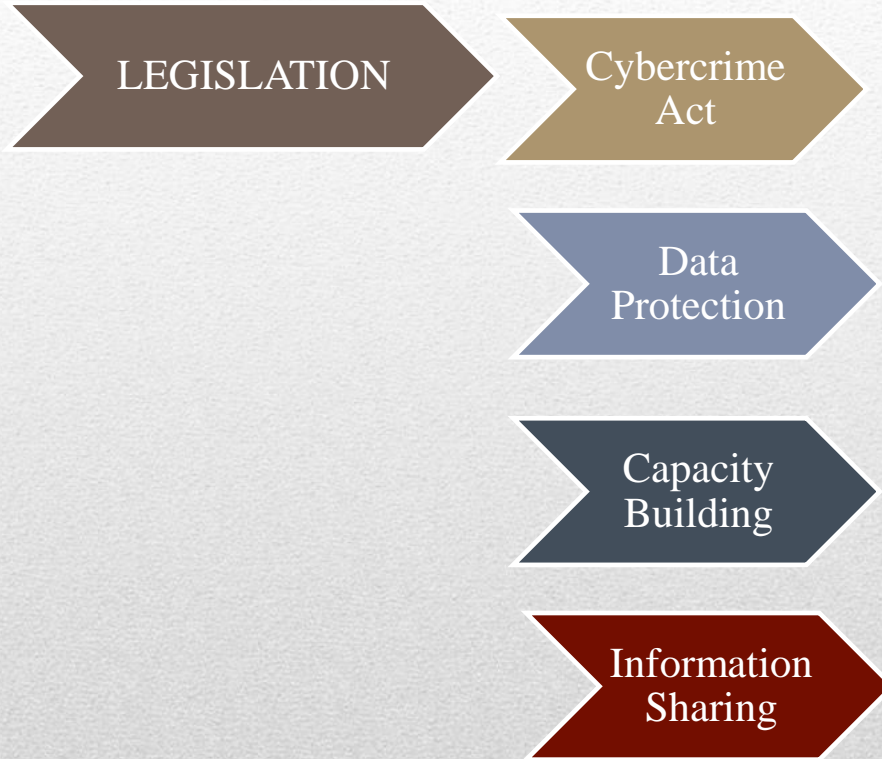 LEGISLATION
Cybercrime
Act
Data
Protection
Capacity
Building
Information
Sharing